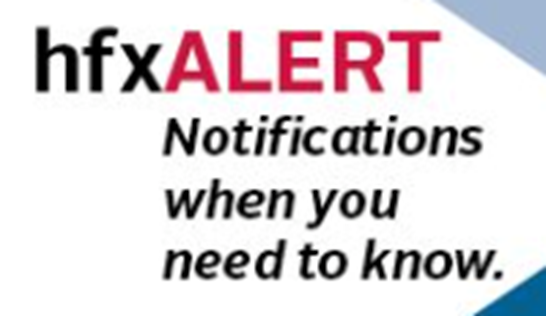 hfxALERT
Notifications
when you
need to know.